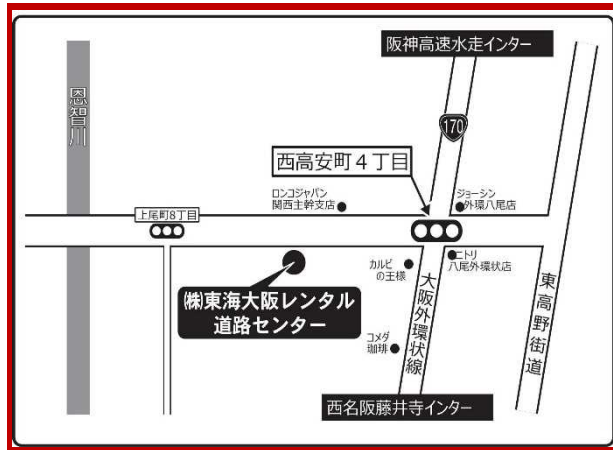 阪神高速水走インター
恩智川
170
西高安町4丁目
ロンコジャパン
関西主幹支店
ジョーシン
外環八尾店
上尾町8丁目
カルビ
の王様
ニトリ
八尾外環状店
㈱東海大阪レンタル
道路センター
大阪外環状線
東高野街道
コメダ
珈琲
西名阪藤井寺インター